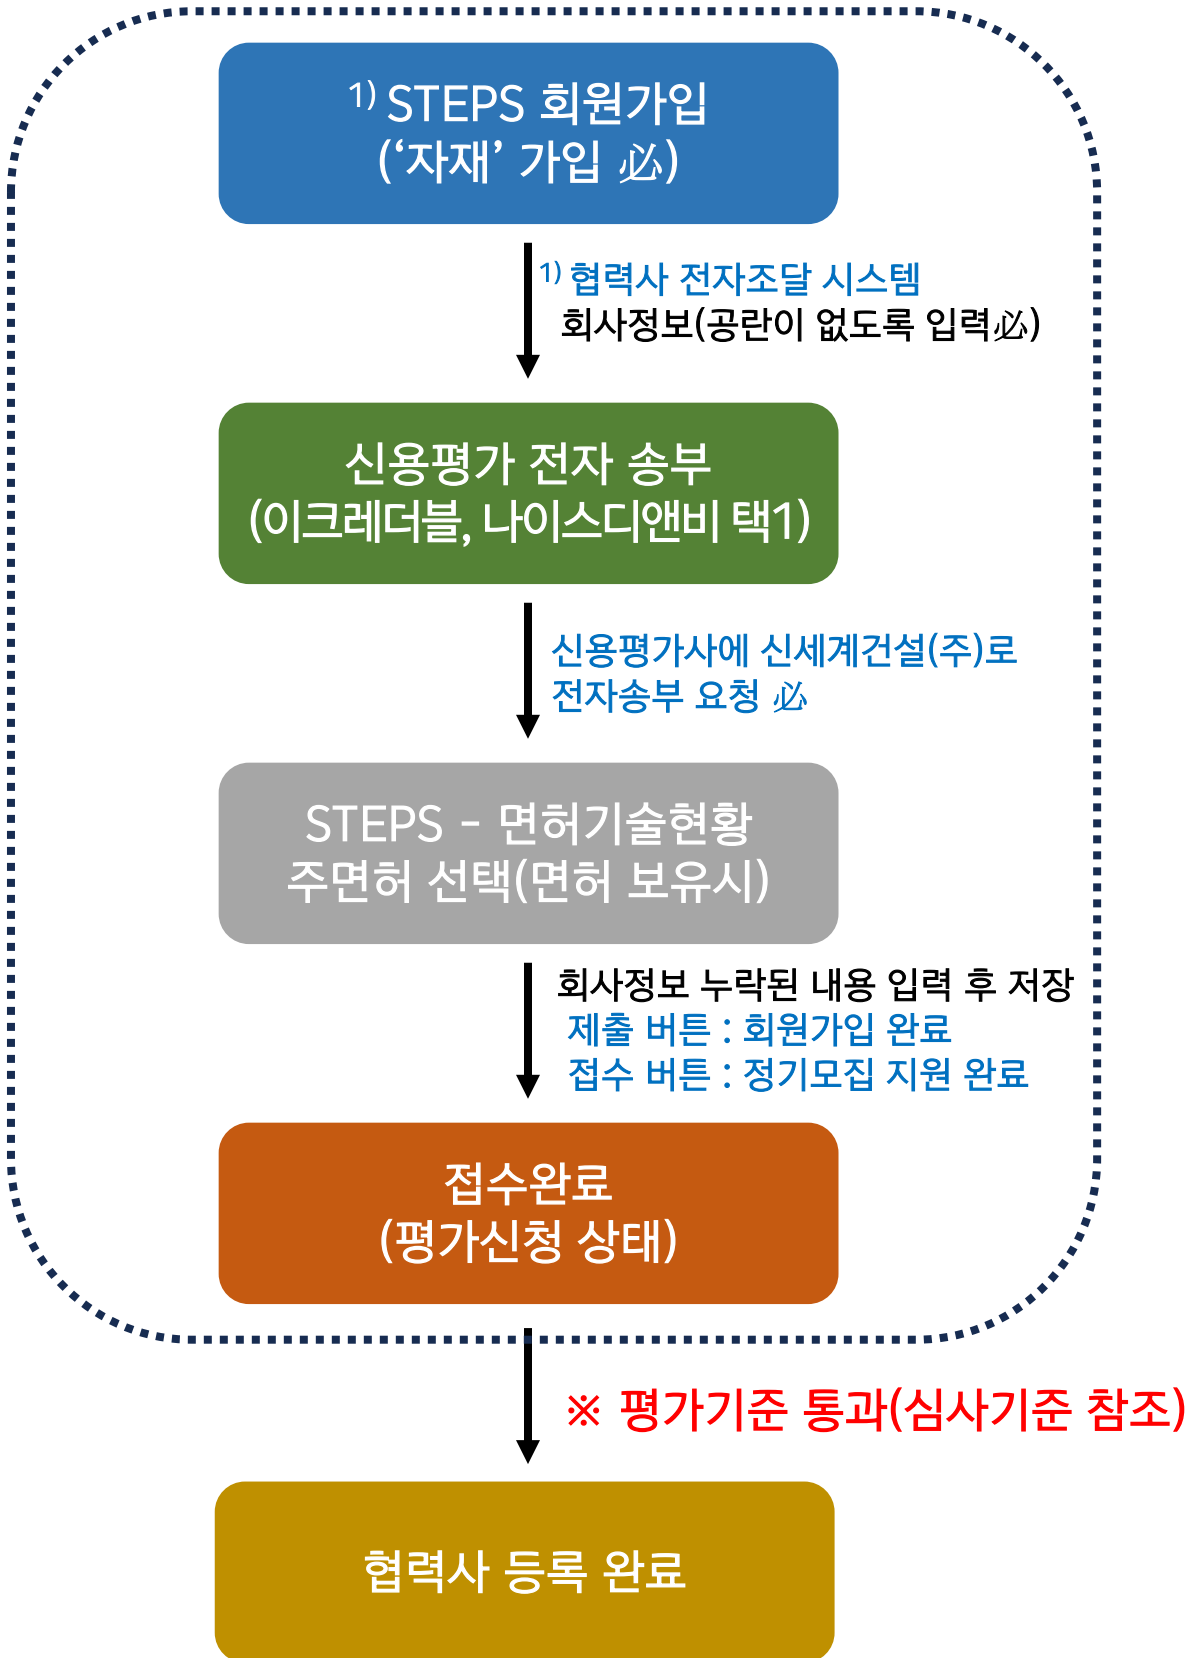 1) STEPS 회원가입
(‘자재’ 가입 必)
1) 협력사 전자조달 시스템
회사정보(공란이 없도록 입력必)
신용평가 전자 송부
(이크레더블, 나이스디앤비 택1)
신용평가사에 신세계건설(주)로
전자송부 요청 必
STEPS - 면허기술현황
주면허 선택(면허 보유시)
회사정보 누락된 내용 입력 후 저장
제출 버튼 : 회원가입 완료
접수 버튼 : 정기모집 지원 완료
접수완료
(평가신청 상태)
※ 평가기준 통과(심사기준 참조)
협력사 등록 완료